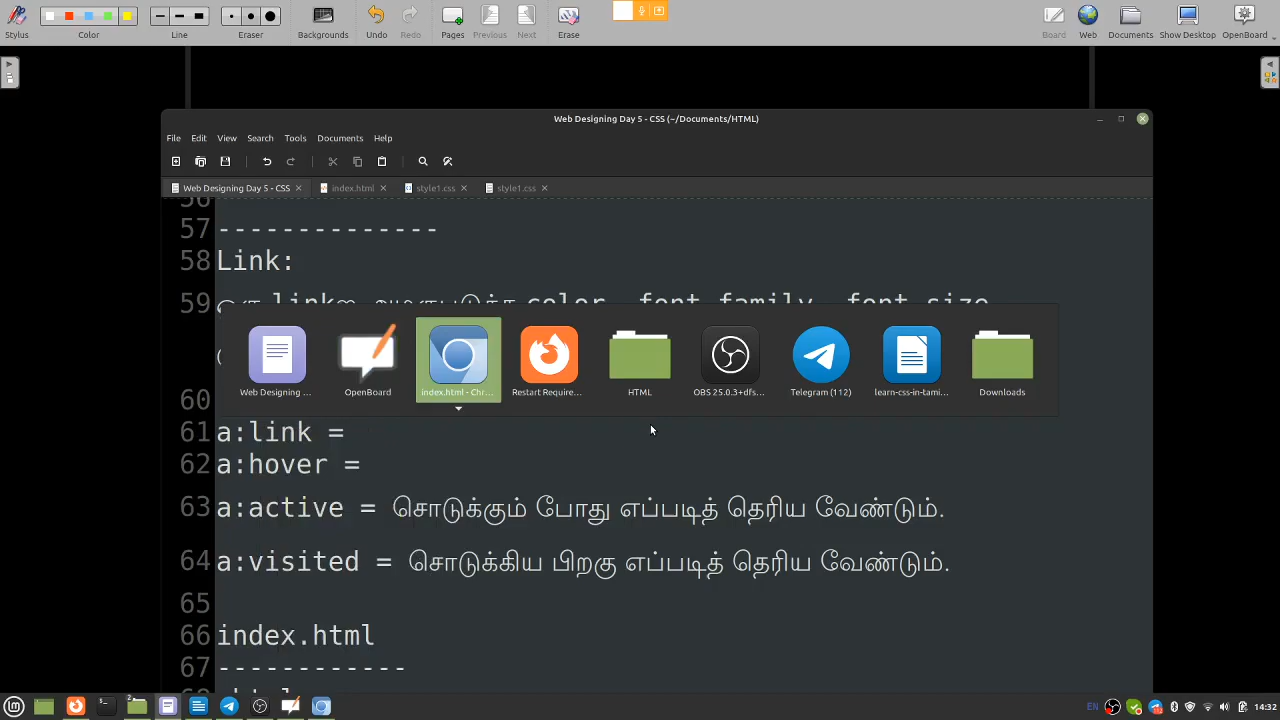 Stylus
Color
Line
Eraser
Backgrounds
Undo
Redo
Pages
Previous
Next
Erase
Board
Web
Documents
Show Desktop
OpenBoard
Web Designing Day 5 - CSS (~/Documents/HTML)
File Edit View Search Tools Documents Help
Web Designing Day 5 - CSS
index.html
style1.css
style1.css
57 --------------
58 Link:
59
Web Designing ...
OpenBoard
index.html - Chr...
Restart Require...
HTML
OBS 25.0.3+dfs...
Telegram (112)
learn-css-in-tami...
Downloads
60
61 a:link =
62 a:hover =
63 a:active = சொடுக்கும் போது எப்படித் தெரிய வேண்டும்.
64 a:visited = சொடுக்கிய பிறகு எப்படித் தெரிய வேண்டும்.
65
66 index.html
67 ------------
EN
14:32